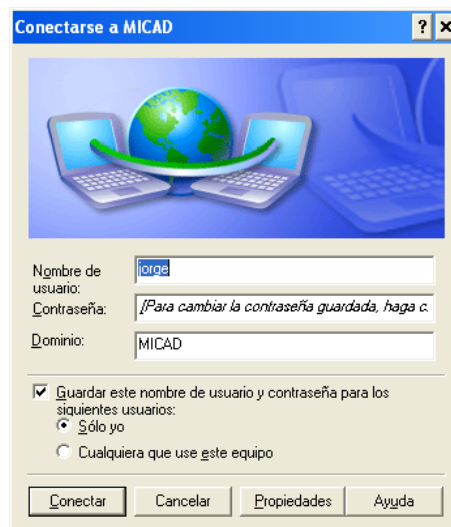 Conectarse a MICAD
Nombre de
usuario:
jorge
Contraseña:
[Para cambiar la contraseña guardada, haga c.
Dominio:
MICAD
Guardar este nombre de usuario y contraseña para los
siguientes usuarios:
Sólo yo
Cualquiera que use este equipo
Conectar
Cancelar
Propiedades
Ayuda